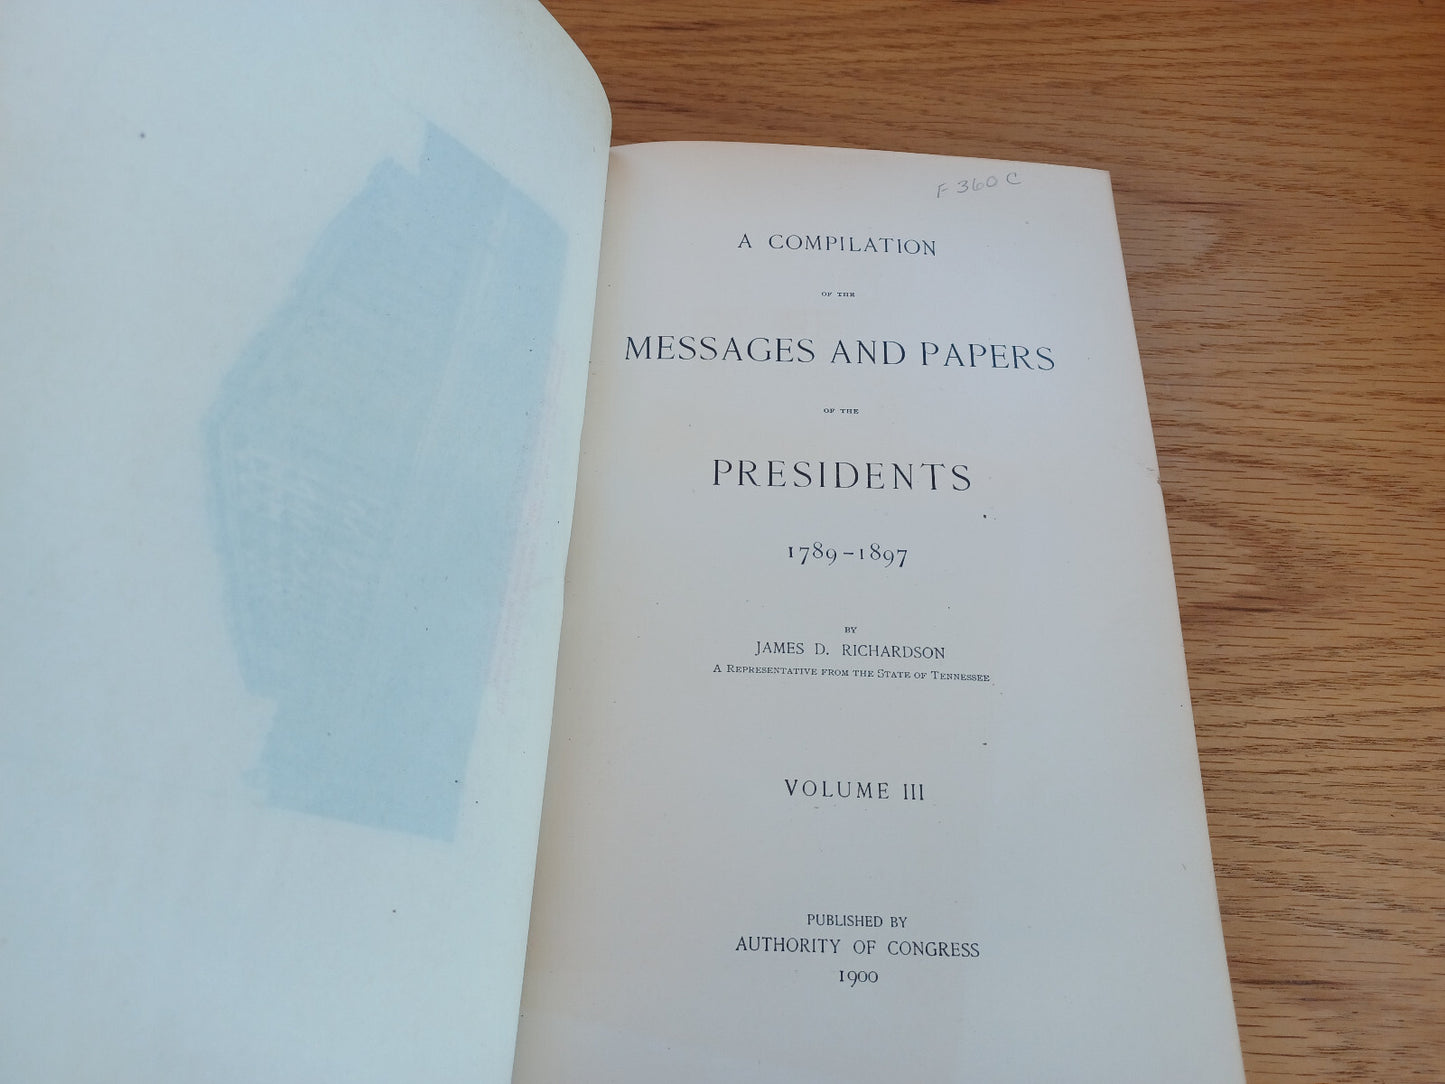 F 360 C
A COMPILATION
OF THE
MESSAGES AND PAPERS
OF THE
PRESIDENTS
1789–1897
BY
JAMES D. RICHARDSON
A REPRESENTATIVE FROM THE STATE OF TENNESSEE
VOLUME III
PUBLISHED BY
AUTHORITY OF CONGRESS
1900